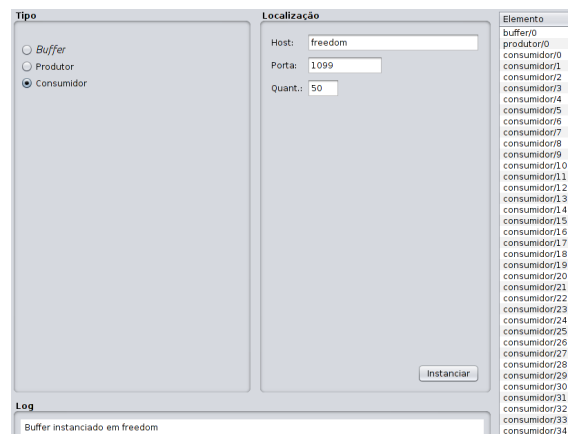 Tipo
Buffer
Produtor
Consumidor
Localização
Host: freedom
Porta: 1099
Quant.: 50
Instanciar
Log
Buffer instanciado em freedom
Elemento
buffer/0
produtor/0
consumidor/0
consumidor/1
consumidor/2
consumidor/3
consumidor/4
consumidor/5
consumidor/6
consumidor/7
consumidor/8
consumidor/9
consumidor/10
consumidor/11
consumidor/12
consumidor/13
consumidor/14
consumidor/15
consumidor/16
consumidor/17
consumidor/18
consumidor/19
consumidor/20
consumidor/21
consumidor/22
consumidor/23
consumidor/24
consumidor/25
consumidor/26
consumidor/27
consumidor/28
consumidor/29
consumidor/30
consumidor/31
consumidor/32
consumidor/33
consumidor/34